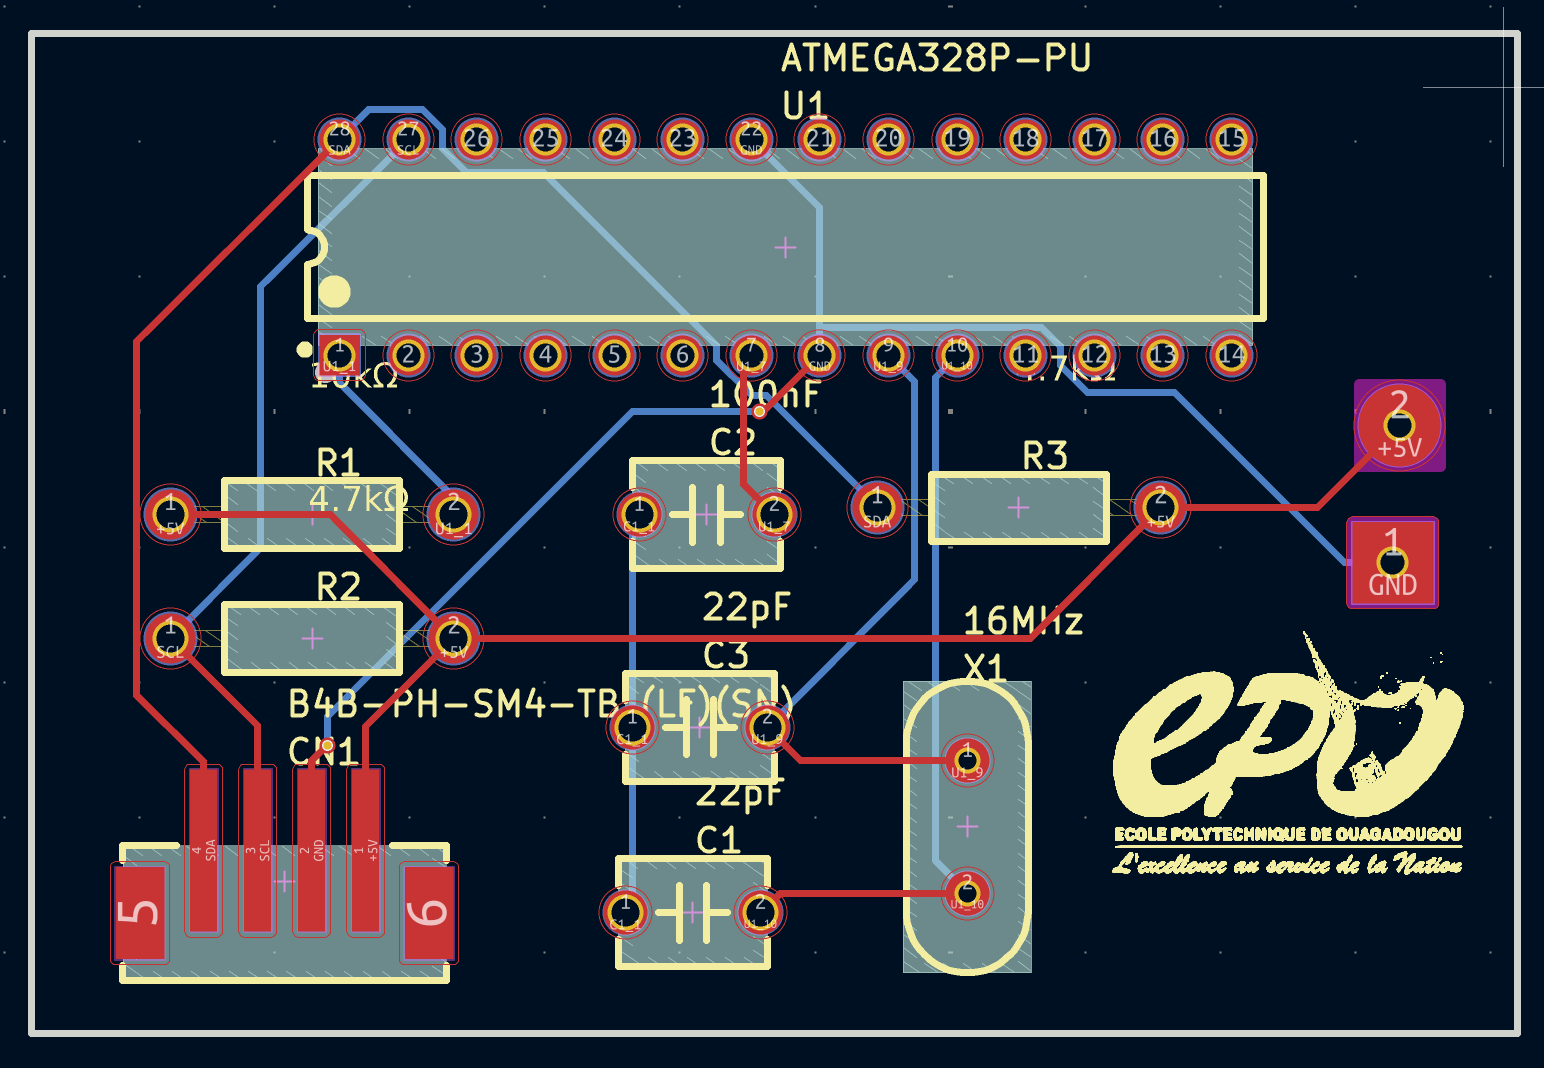 ATMEGA328P-PU
U1
28 27 26 25 24 23 22 21 20 19 18 17 16 15
SDA SCL GND
1 2 3 4 5 6 7 8 9 10 11 12 13 14
U1_1 U1_7 GND U1_9 U1_10
10kΩ
4.7kΩ
100nF
C2
2
+5V
R1
R3
4.7kΩ
1 2
+5V U1_1
1 2
C1_1 U1_7
1 2
SDA +5V
1
GND
R2
22pF
16MHz
1 2
SCL +5V
C3
X1
B4B-PH-SM4-TB (LF)(SN)
CN1
1 2
C1_1 U1_9
1
U1_9
22pF
C1
4 SDA
3 SCL
2 GND
1 +5V
5
6
1 2
C1_1 U1_10
2
U1_10
epo
ECOLE POLYTECHNIQUE DE OUAGADOUGOU
L'excellence au service de la Nation